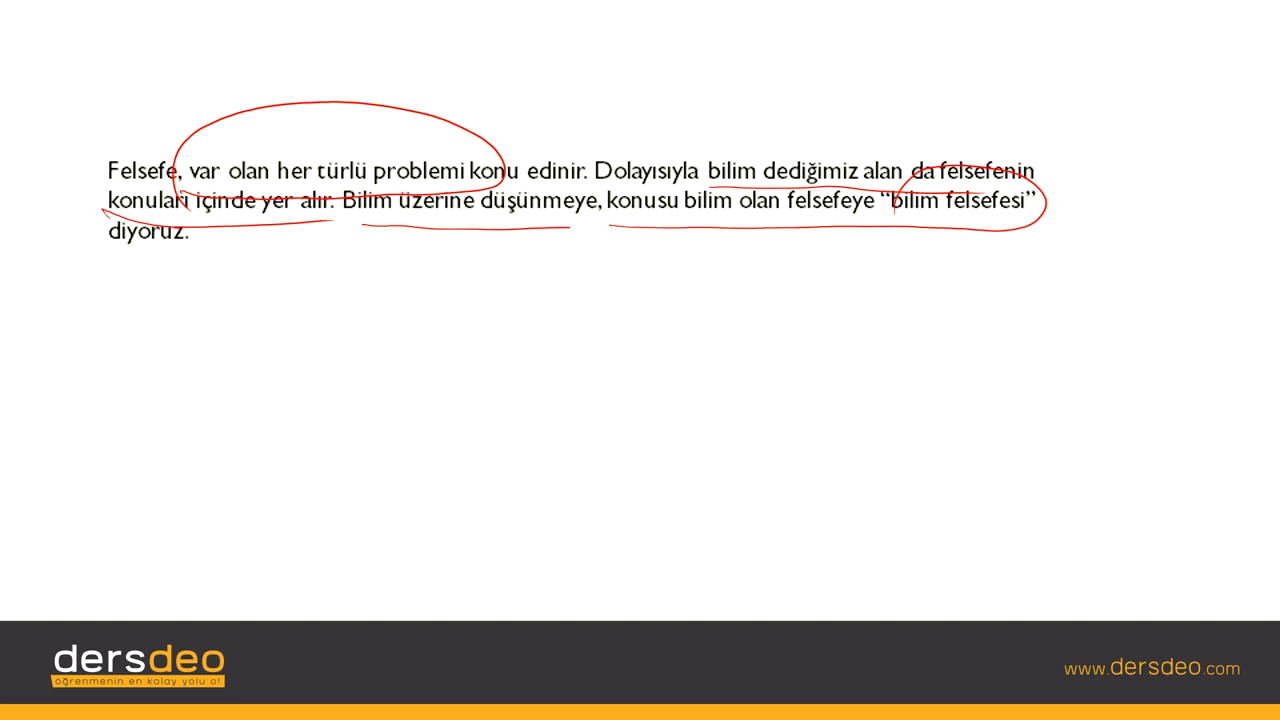 Felsefe, var olan her türlü problemi konu edinir. Dolayısıyla bilim dediğimiz alan da felsefenin
konuları içinde yer alır. Bilim üzerine düşünmeye, konusu bilim olan felsefeye “bilim felsefesi”
diyoruz.
dersdeo
öğrenmenin en kolay yolu o!
www.dersdeo.com